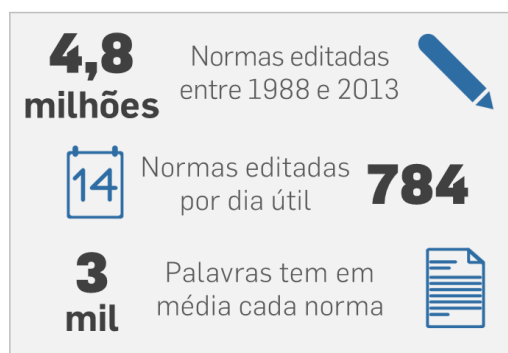 4,8 milhões
Normas editadas
entre 1988 e 2013
14
Normas editadas
por dia útil
784
3 mil
Palavras tem em
média cada norma